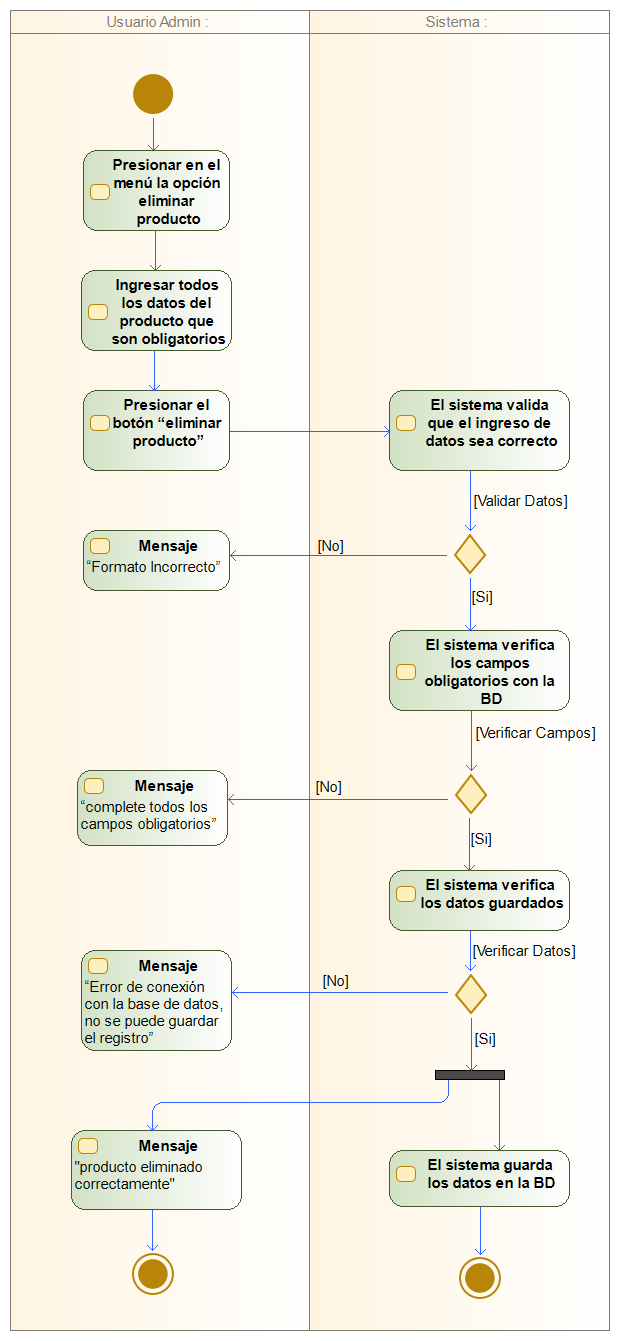 Usuario Admin :
Sistema :
Presionar en el
menú la opción
eliminar
producto
Ingresar todos
los datos del
producto que
son obligatorios
Presionar el
botón “eliminar
producto”
El sistema valida
que el ingreso de
datos sea correcto
[Validar Datos]
[No]
Mensaje
“Formato Incorrecto”
[Si]
El sistema verifica
los campos
obligatorios con la
BD
[Verificar Campos]
[No]
Mensaje
“complete todos los
campos obligatorios”
[Si]
El sistema verifica
los datos guardados
[Verificar Datos]
[No]
Mensaje
“Error de conexión
con la base de datos,
no se puede guardar
el registro”
[Si]
Mensaje
"producto eliminado
correctamente"
El sistema guarda
los datos en la BD